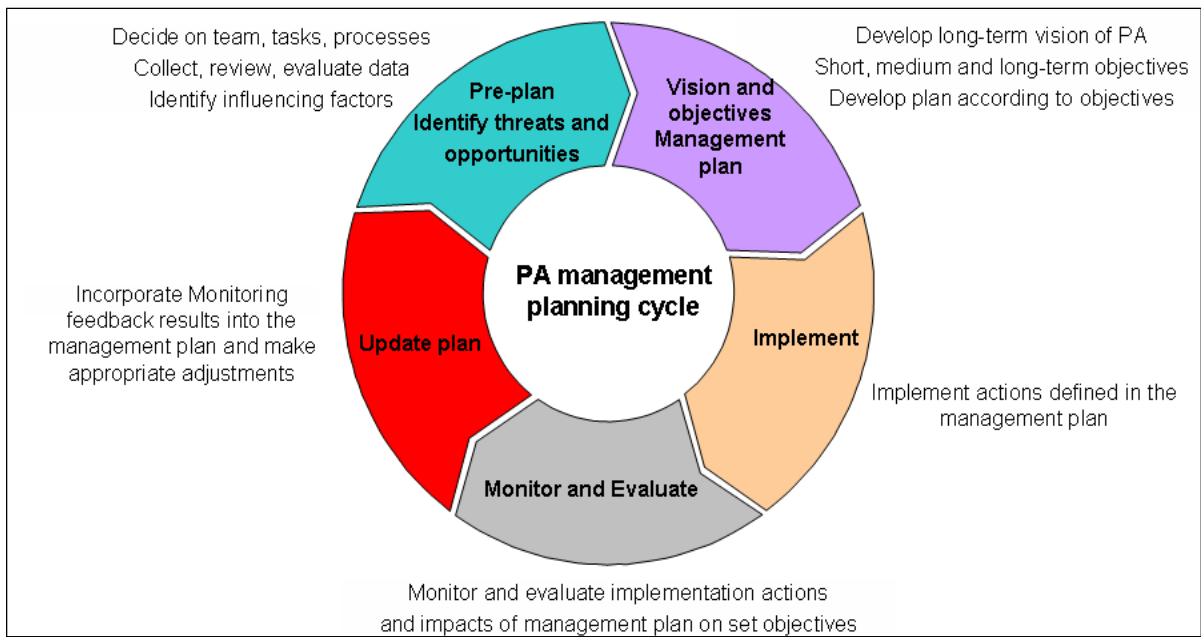 Decide on team, tasks, processes
Collect, review, evaluate data
Identify influencing factors
Pre-plan
Identify threats and
opportunities
Develop long-term vision of PA
Short, medium and long-term objectives
Develop plan according to objectives
Vision and
objectives
Management
plan
PA management
planning cycle
Implement
Implement actions defined in the
management plan
Monitor and Evaluate
Monitor and evaluate implementation actions
and impacts of management plan on set objectives
Update plan
Incorporate Monitoring
feedback results into the
management plan and make
appropriate adjustments